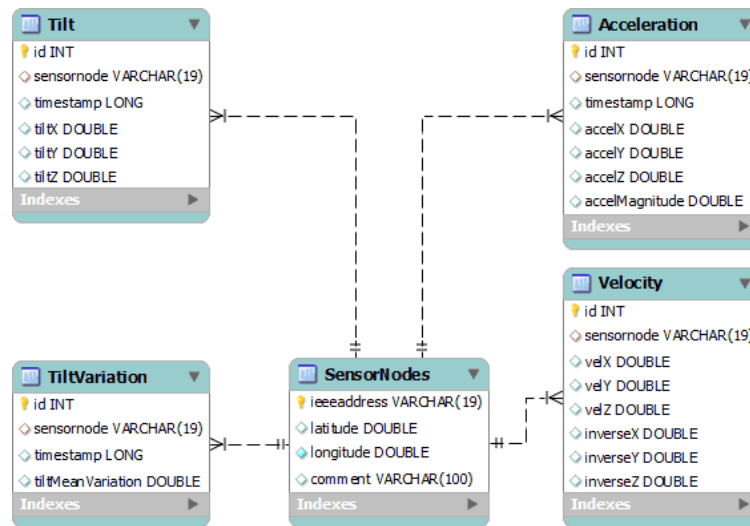 Tilt
id INT
sensornode VARCHAR(19)
timestamp LONG
tiltX DOUBLE
tiltY DOUBLE
tiltZ DOUBLE
Indexes
Acceleration
id INT
sensornode VARCHAR(19)
timestamp LONG
accelX DOUBLE
accelY DOUBLE
accelZ DOUBLE
accelMagnitude DOUBLE
Indexes
TiltVariation
id INT
sensornode VARCHAR(19)
timestamp LONG
tiltMeanVariation DOUBLE
Indexes
SensorNodes
ieeeaddress VARCHAR(19)
latitude DOUBLE
longitude DOUBLE
comment VARCHAR(100)
Indexes
Velocity
id INT
sensornode VARCHAR(19)
velX DOUBLE
velY DOUBLE
velZ DOUBLE
inverseX DOUBLE
inverseY DOUBLE
inverseZ DOUBLE
Indexes